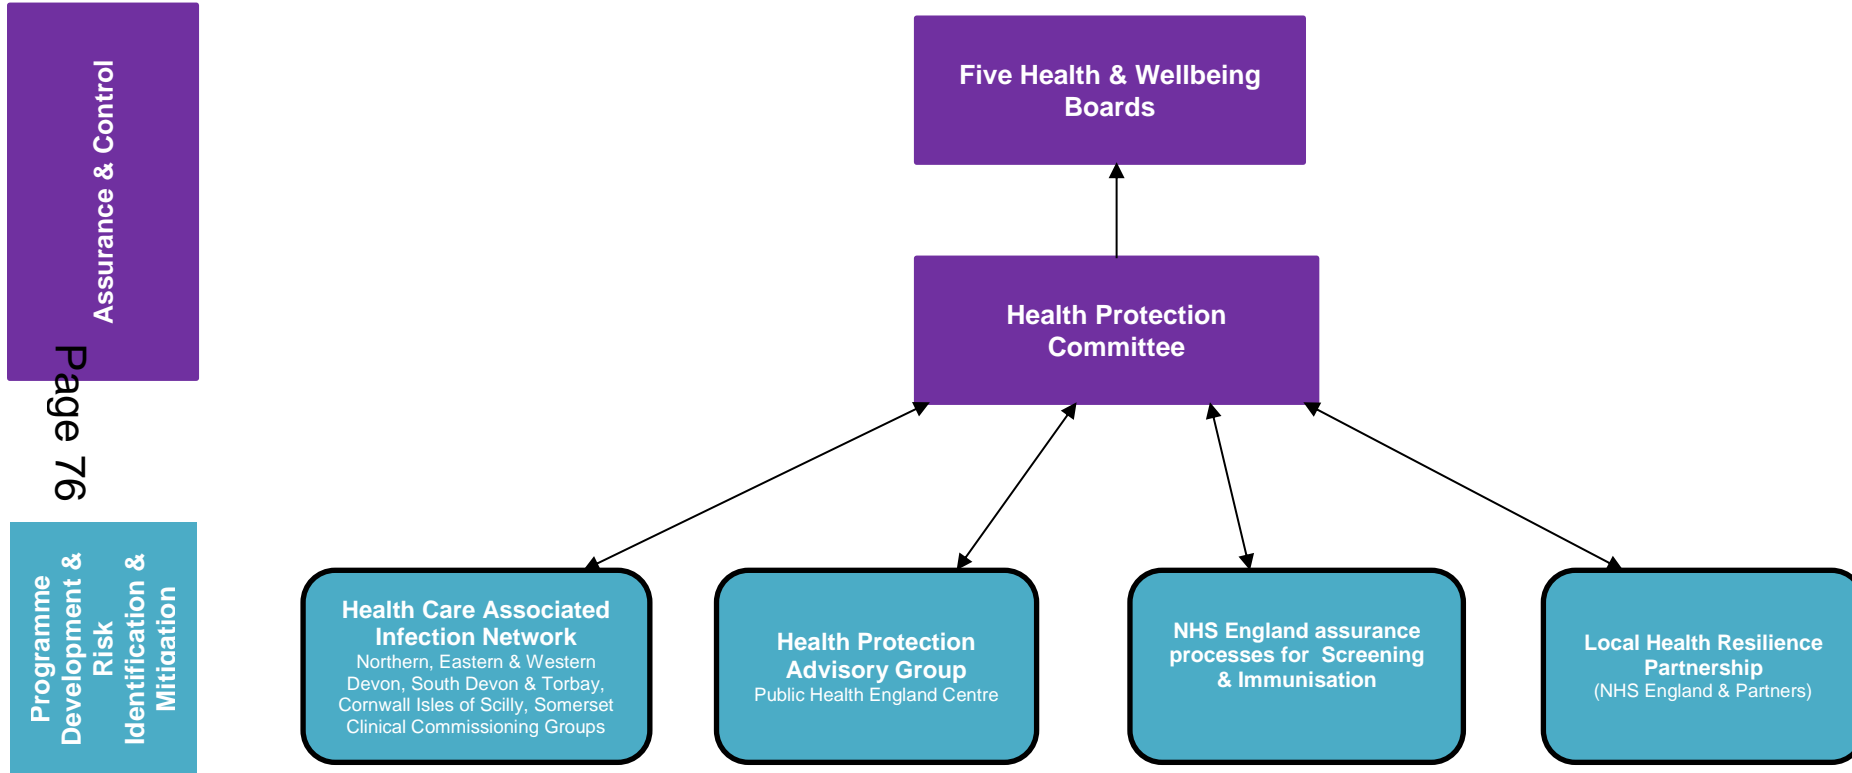 Assurance & Control
Five Health & Wellbeing
Boards
Health Protection
Committee
Page 76
Programme
Development &
Risk
Identification &
Mitigation
Health Care Associated
Infection Network
Northern, Eastern & Western
Devon, South Devon & Torbay,
Cornwall Isles of Scilly, Somerset
Clinical Commissioning Groups
Health Protection
Advisory Group
Public Health England Centre
NHS England assurance
processes for Screening
& Immunisation
Local Health Resilience
Partnership
(NHS England & Partners)